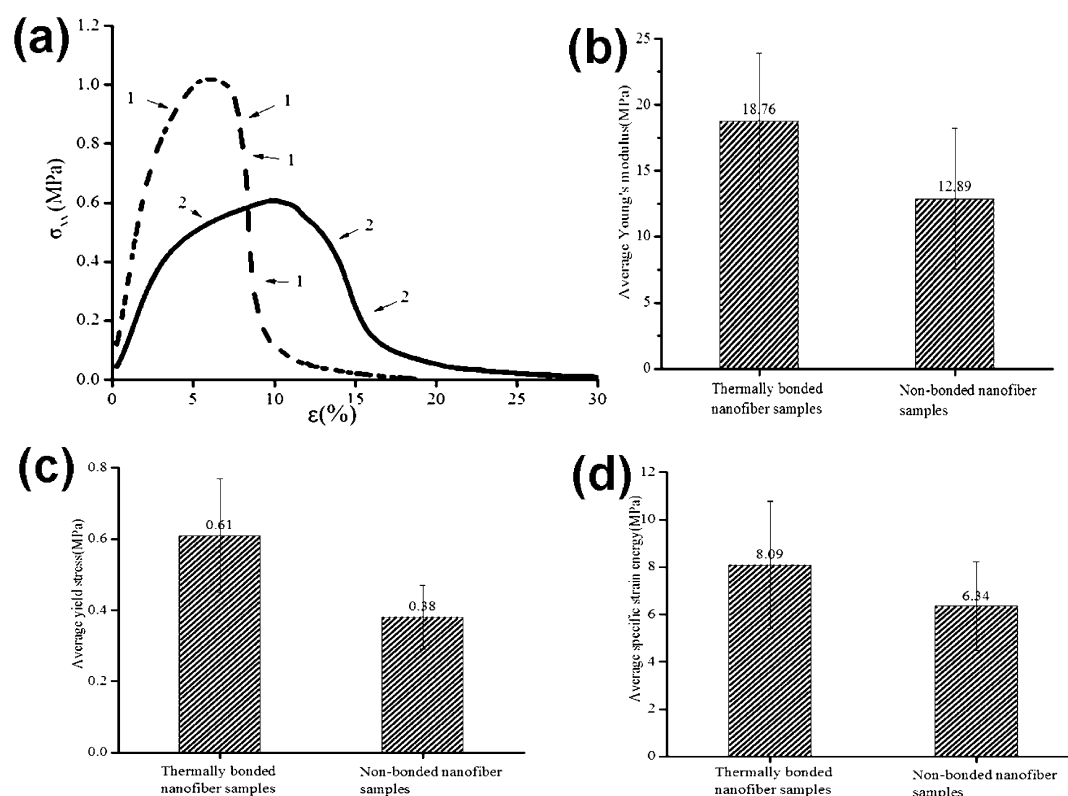 (a)
1.2
1.0
0.8
0.6
0.4
0.2
0.0
σxx (MPa)
1
1
1
1
2
2
2
0
5
10
15
20
25
30
ε(%)
(b)
25
20
15
10
5
0
Average Young's modulus(MPa)
18.76
12.89
Thermally bonded
nanofiber samples
Non-bonded nanofiber
samples
(c)
0.8
0.6
0.4
0.2
0.0
Average yield stress(MPa)
0.61
0.38
Thermally bonded
nanofiber samples
Non-bonded nanofiber
samples
(d)
12
10
8
6
4
2
0
Average specific strain energy(MPa)
8.09
6.34
Thermally bonded
nanofiber samples
Non-bonded nanofiber
samples